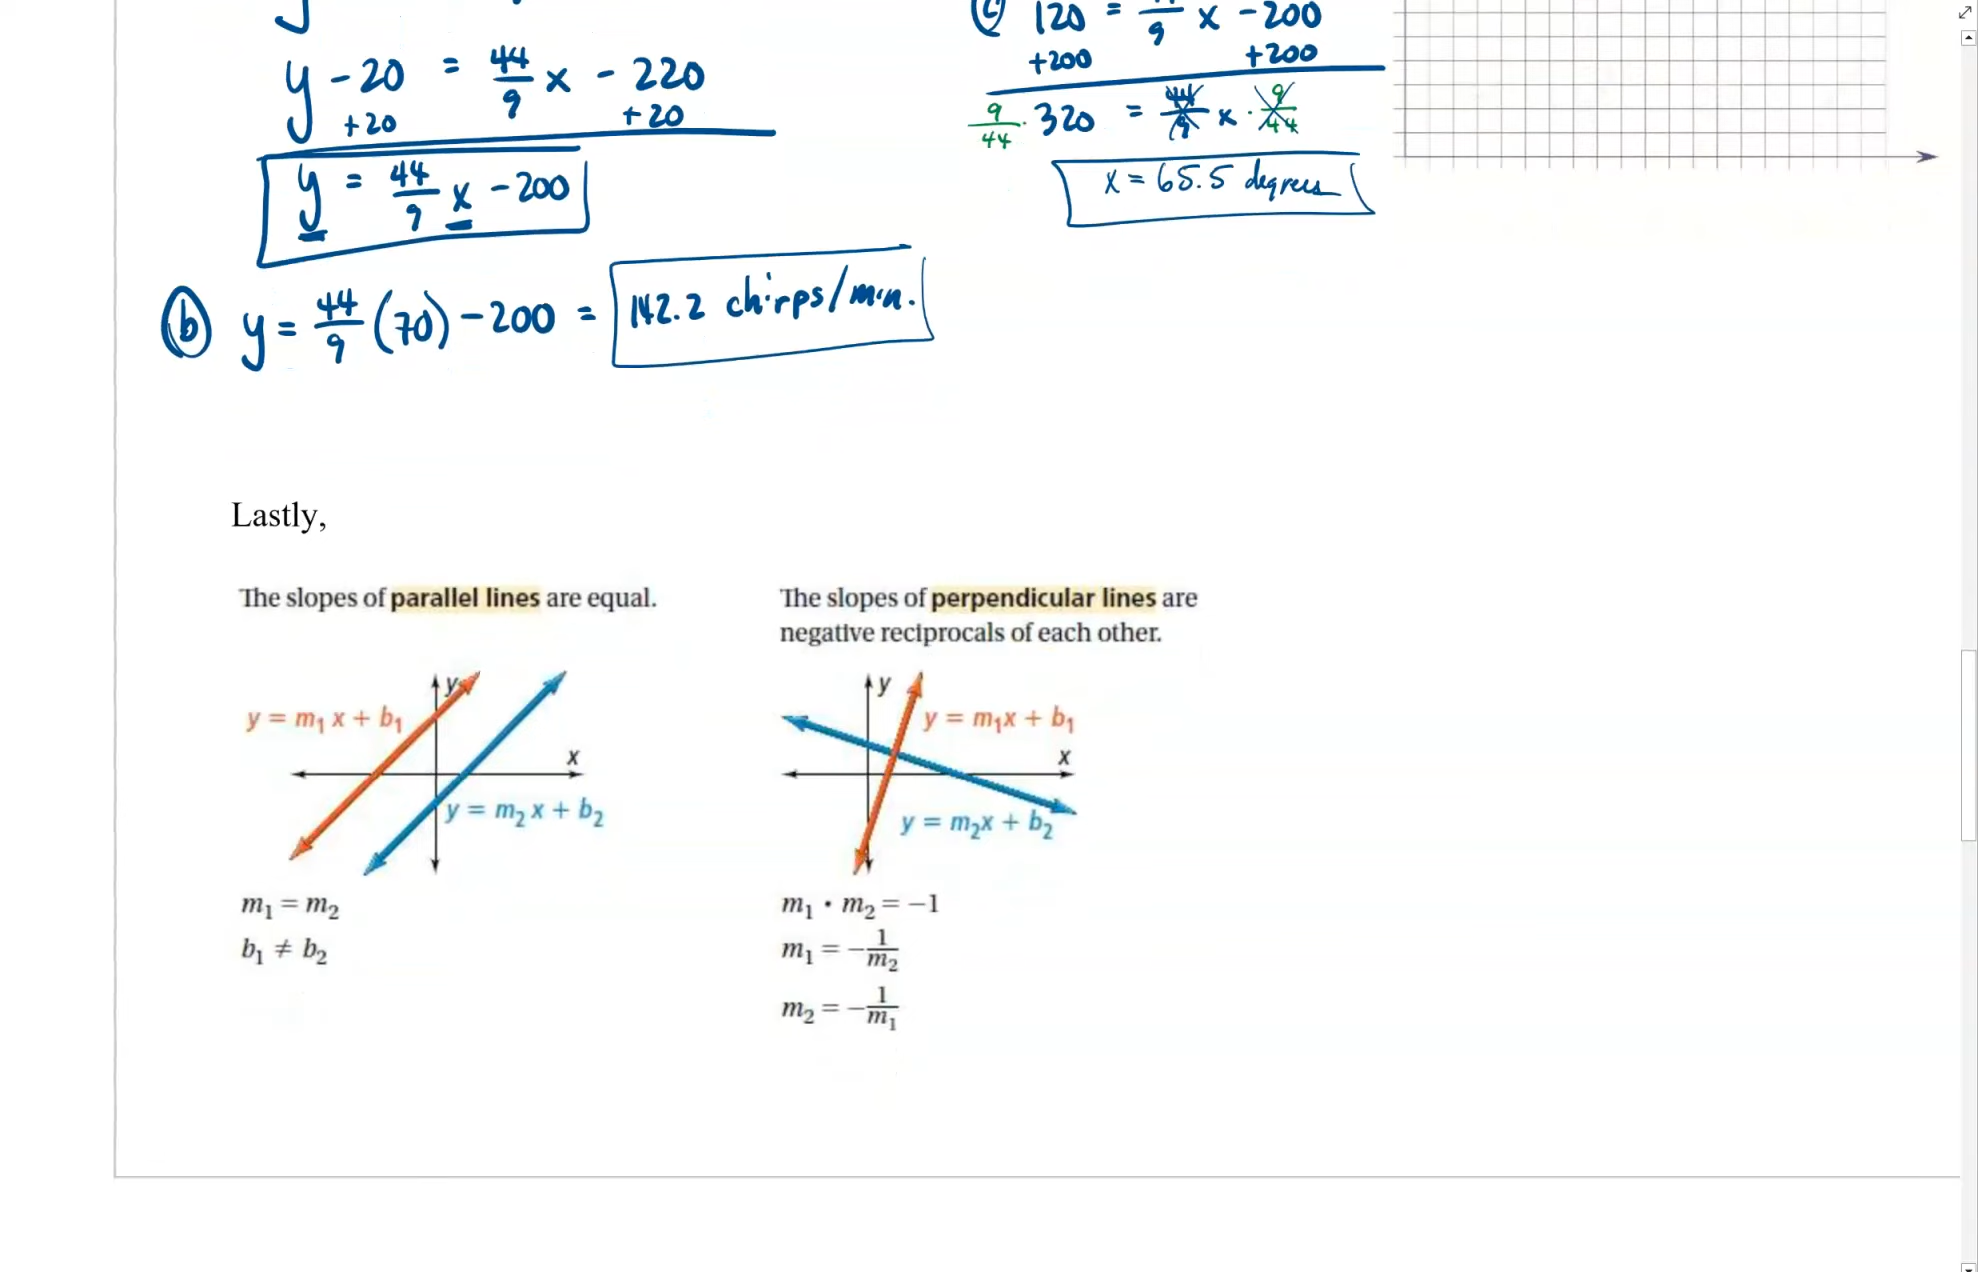 y - 20 = 44/9 x - 220
+20 +20
y = 44/9 x - 200
(b) y = 44/9 (70) - 200 = 142.2 chirps/min.
(c) 120 = /9 x - 200
+200 +200
9/44 · 320 = 44/9 x · 9/44
x = 65.5 degrees
Lastly,
The slopes of parallel lines are equal.
y
y = m₁ x + b₁
x
y = m₂ x + b₂
m₁ = m₂
b₁ ≠ b₂
The slopes of perpendicular lines are
negative reciprocals of each other.
y
y = m₁x + b₁
x
y = m₂x + b₂
m₁ · m₂ = −1
m₁ = −1/m₂
m₂ = −1/m₁